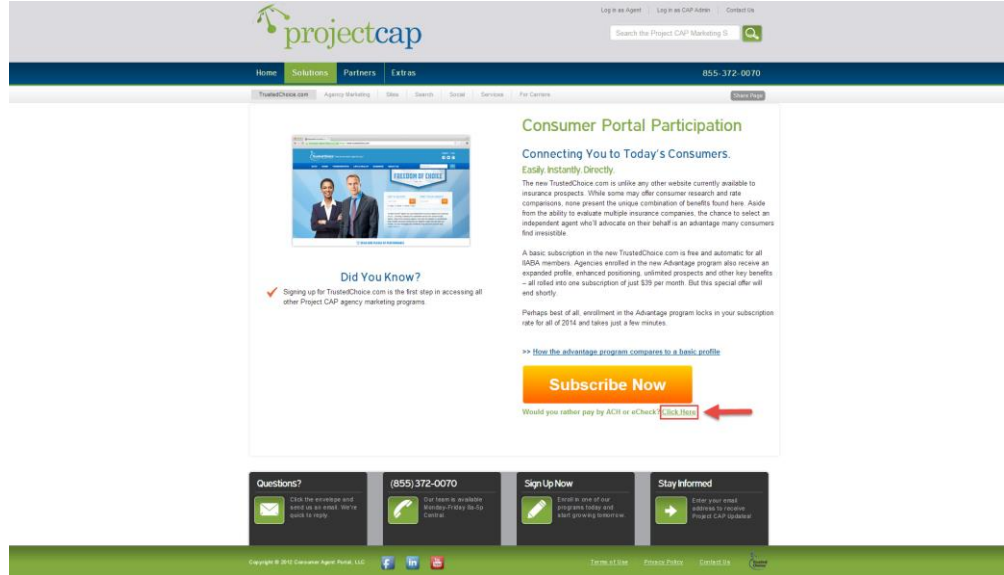 Log in as Agent | Log in as CAP Admin | Contact Us
projectcap
Search the Project CAP Marketing S
Home Solutions Partners Extras 855-372-0070
TrustedChoice.com Agency Marketing Sites Search Social Services For Carriers Share Page
Consumer Portal Participation
Connecting You to Today's Consumers.
Easily. Instantly. Directly.
The new TrustedChoice.com is unlike any other website currently available to
insurance prospects. While some may offer consumer research and rate
comparisons, none present the unique combination of benefits found here. Aside
from the ability to evaluate multiple insurance companies, the chance to select an
independent agent who'll advocate on their behalf is an advantage many consumers
find irresistible.
A basic subscription in the new TrustedChoice.com is free and automatic for all
IIABA members. Agencies enrolled in the new Advantage program also receive an
expanded profile, enhanced positioning, unlimited prospects and other key benefits
– all rolled into one subscription of just $39 per month. But this special offer will
end shortly.
Perhaps best of all, enrollment in the Advantage program locks in your subscription
rate for all of 2014 and takes just a few minutes.
>> How the advantage program compares to a basic profile
Subscribe Now
Would you rather pay by ACH or eCheck? Click Here
FREEDOM OF CHOICE
Did You Know?
Signing up for TrustedChoice.com is the first step in accessing all
other Project CAP agency marketing programs.
Questions?
Click the envelope and
send us an email. We're
quick to reply.
(855) 372-0070
Our team is available
Monday-Friday 8a-5p
Central.
Sign Up Now
Enroll in one of our
programs today and
start growing tomorrow.
Stay Informed
Enter your email
address to receive
Project CAP Updates!
Copyright © 2012 Consumer Agent Portal, LLC
Terms of Use Privacy Policy Contact Us